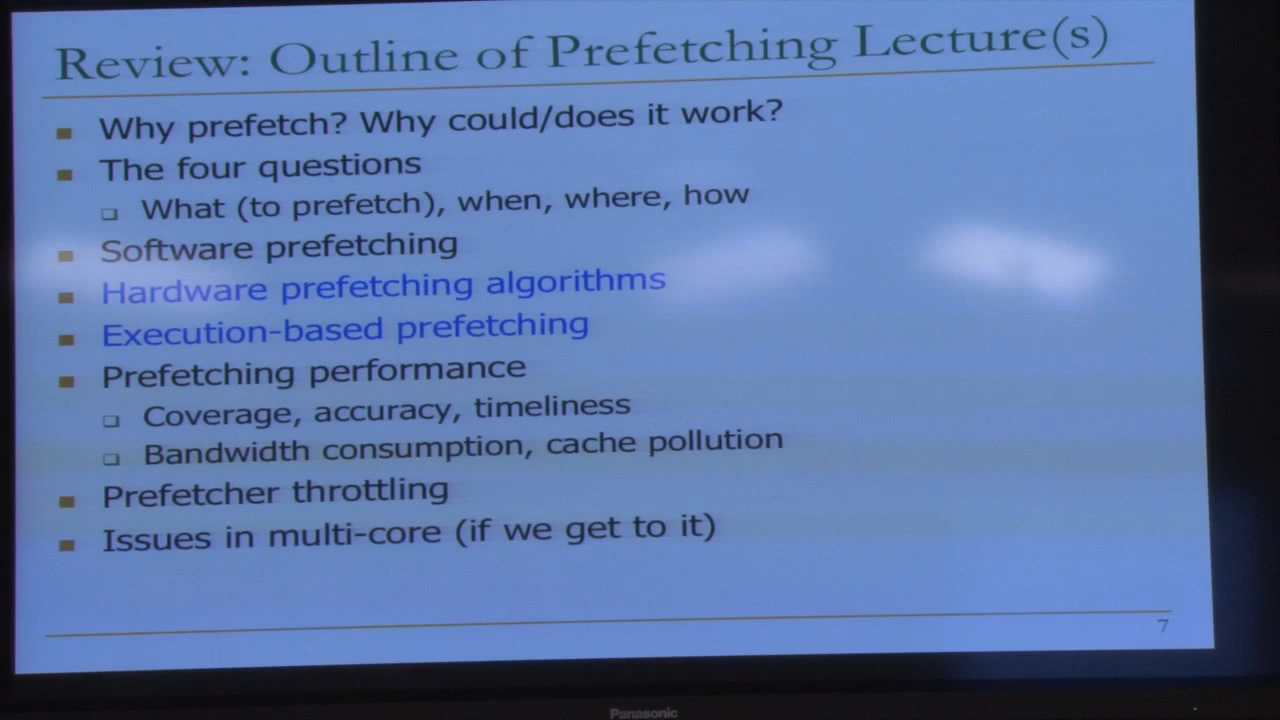 Review: Outline of Prefetching Lecture(s)
Why prefetch? Why could/does it work?
The four questions
What (to prefetch), when, where, how
Software prefetching
Hardware prefetching algorithms
Execution-based prefetching
Prefetching performance
Coverage, accuracy, timeliness
Bandwidth consumption, cache pollution
Prefetcher throttling
Issues in multi-core (if we get to it)
7
Panasonic